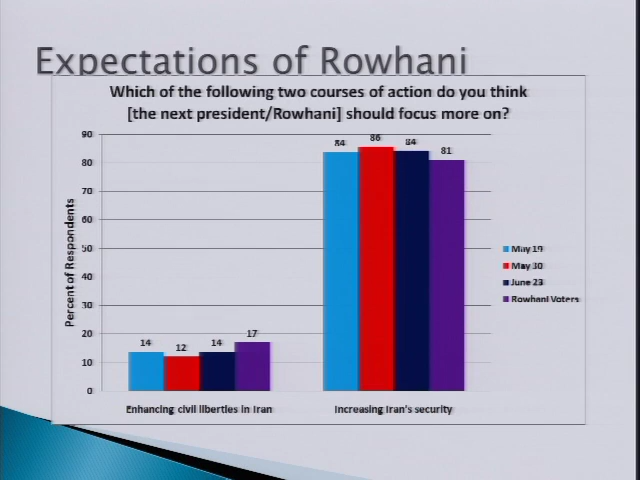 Expectations of Rowhani
Which of the following two courses of action do you think
[the next president/Rowhani] should focus more on?
Percent of Respondents
90
80
70
60
50
40
30
20
10
0
14
12
14
17
84
86
84
81
Enhancing civil liberties in Iran
Increasing Iran's security
May 19
May 30
June 23
Rowhani Voters